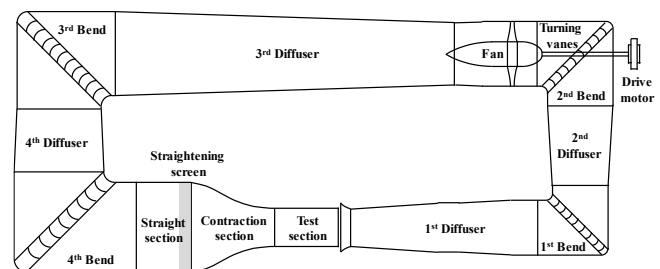 3rd Bend
3rd Diffuser
Fan
Turning
vanes
Drive
motor
2nd Bend
4th Diffuser
2nd
Diffuser
Straightening
screen
Straight
section
Contraction
section
Test
section
1st Diffuser
1st Bend
4th Bend